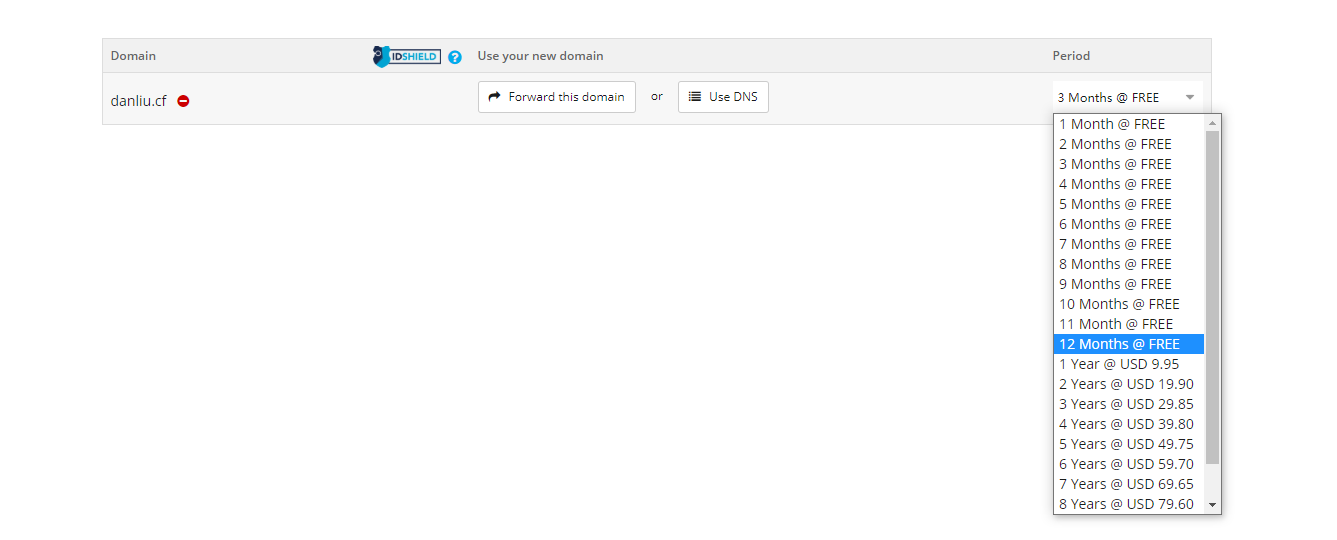 Domain IDSHIELD ? Use your new domain Period
danliu.cf Forward this domain or Use DNS 3 Months @ FREE
1 Month @ FREE
2 Months @ FREE
3 Months @ FREE
4 Months @ FREE
5 Months @ FREE
6 Months @ FREE
7 Months @ FREE
8 Months @ FREE
9 Months @ FREE
10 Months @ FREE
11 Month @ FREE
12 Months @ FREE
1 Year @ USD 9.95
2 Years @ USD 19.90
3 Years @ USD 29.85
4 Years @ USD 39.80
5 Years @ USD 49.75
6 Years @ USD 59.70
7 Years @ USD 69.65
8 Years @ USD 79.60